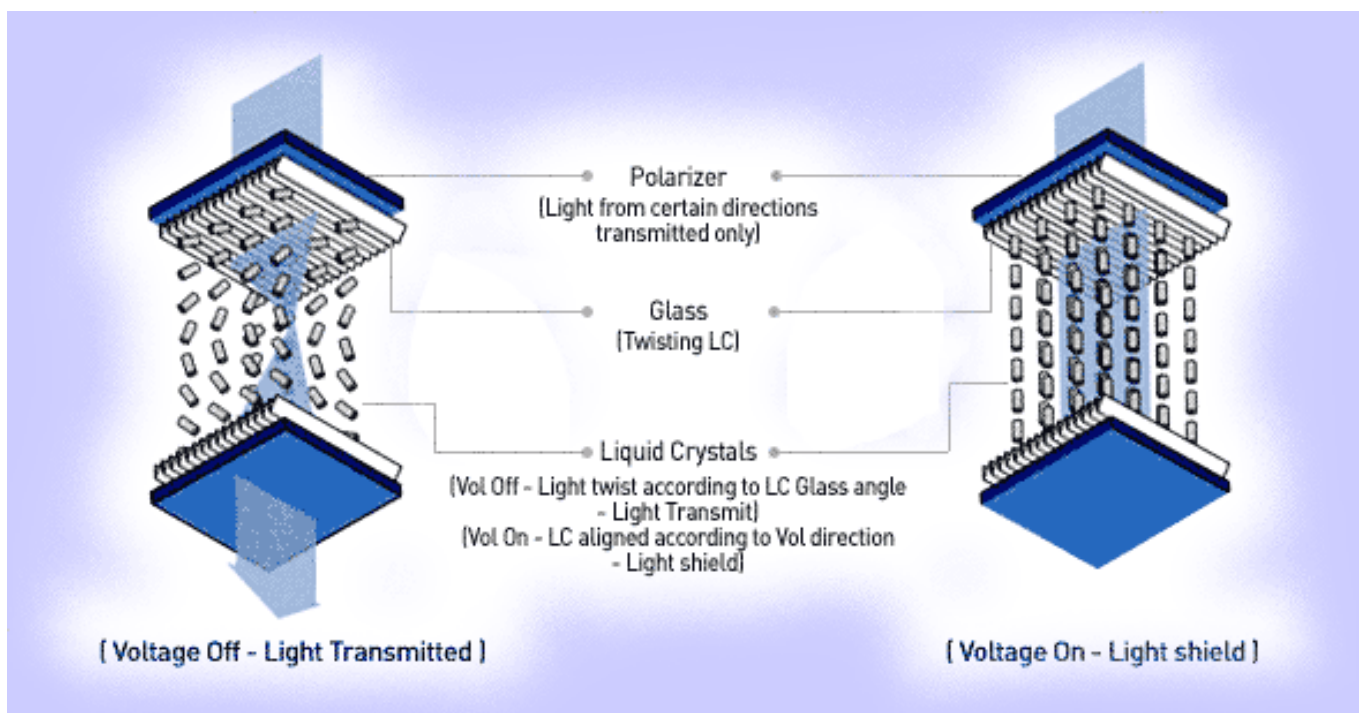 Polarizer
(Light from certain directions
transmitted only)
Glass
(Twisting LC)
Liquid Crystals
(Vol Off - Light twist according to LC Glass angle
- Light Transmit)
(Vol On - LC aligned according to Vol direction
- Light shield)
( Voltage Off - Light Transmitted )
( Voltage On - Light shield )